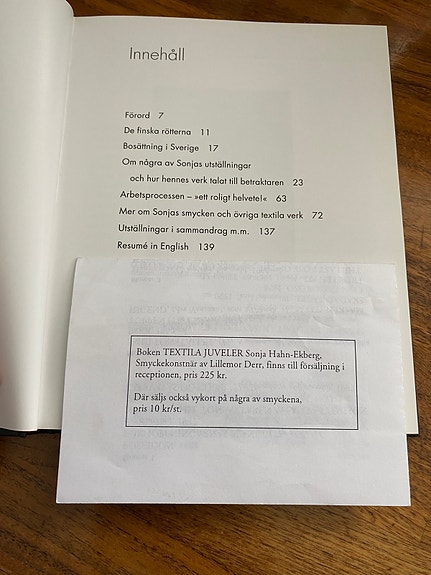 Innehåll
Förord 7
De finska rötterna 11
Bosättning i Sverige 17
Om några av Sonjas utställningar
och hur hennes verk talat till betraktaren 23
Arbetsprocessen – »ett roligt helvete!« 63
Mer om Sonjas smycken och övriga textila verk 72
Utställningar i sammandrag m.m. 137
Resumé in English 139
Boken TEXTILA JUVELER Sonja Hahn-Ekberg,
Smyckekonstnär av Lillemor Derr, finns till försäljning i
receptionen, pris 225 kr.
Där säljs också vykort på några av smyckena,
pris 10 kr/st.